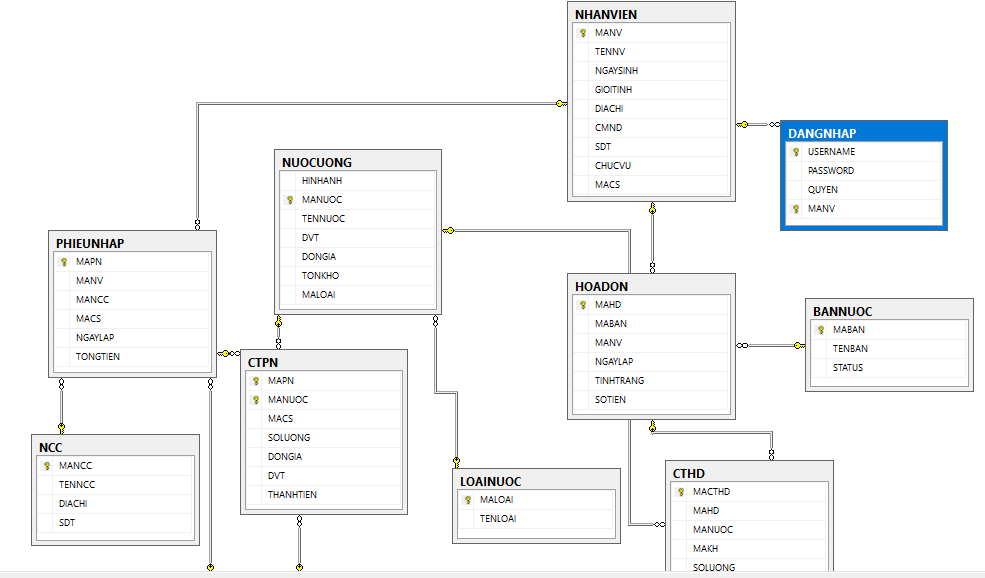 NHANVIEN
MANV
TENNV
NGAYSINH
GIOITINH
DIACHI
CMND
SDT
CHUCVU
MACS
DANGNHAP
USERNAME
PASSWORD
QUYEN
MANV
NUOCUONG
HINHANH
MANUOC
TENNUOC
DVT
DONGIA
TONKHO
MALOAI
PHIEUNHAP
MAPN
MANV
MANCC
MACS
NGAYLAP
TONGTIEN
HOADON
MAHD
MABAN
MANV
NGAYLAP
TINHTRANG
SOTIEN
BANNUOC
MABAN
TENBAN
STATUS
CTPN
MAPN
MANUOC
MACS
SOLUONG
DONGIA
DVT
THANHTIEN
NCC
MANCC
TENNCC
DIACHI
SDT
LOAINUOC
MALOAI
TENLOAI
CTHD
MACTHD
MAHD
MANUOC
MAKH
SOLUONG